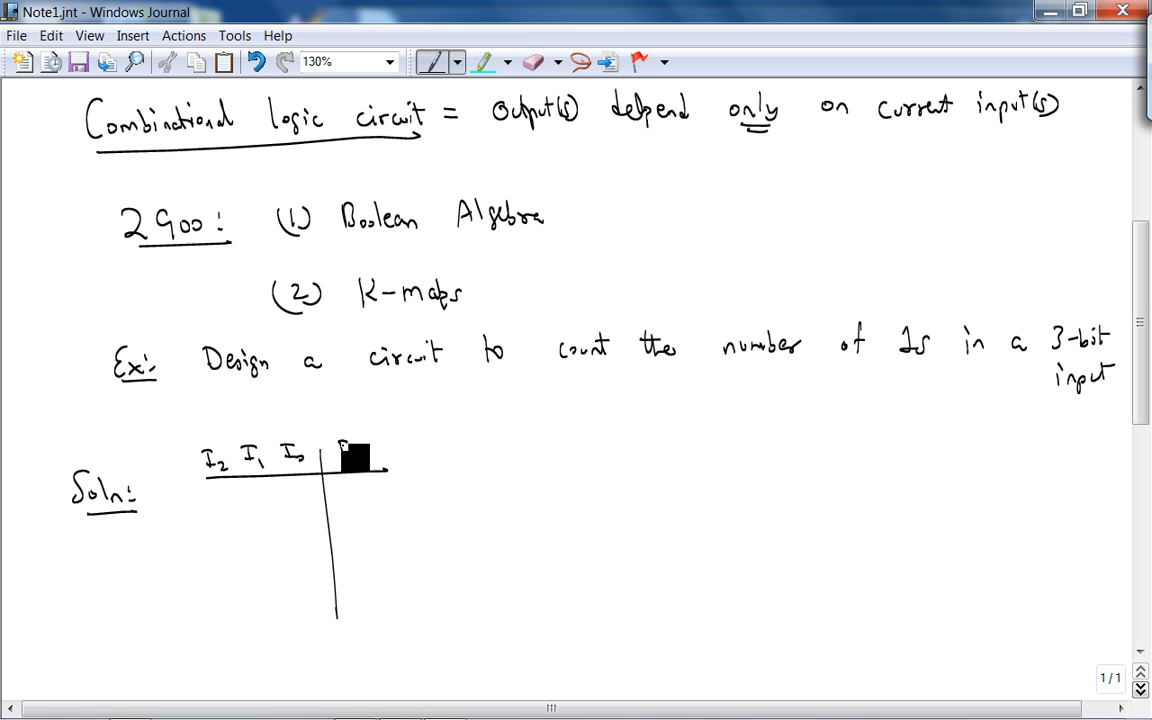 Note1.jnt - Windows Journal
File Edit View Insert Actions Tools Help
130%
Combinational logic circuit = output(s) depend only on current input(s)
2900: (1) Boolean Algebra
(2) K-maps
Ex:- Design a circuit to count the number of 1s in a 3-bit
input
I2 I1 I0
Soln:
1 / 1